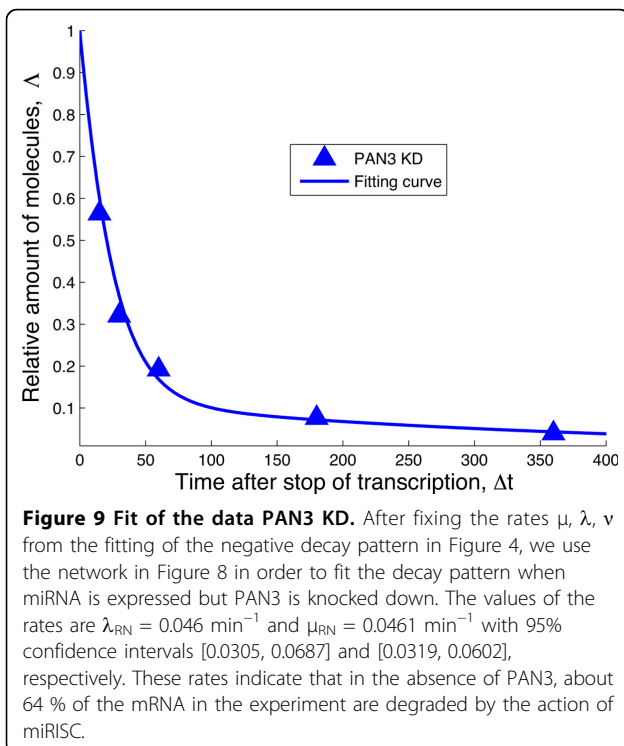 1
0.9
0.8
0.7
0.6
0.5
0.4
0.3
0.2
0.1
Relative amount of molecules, Λ
PAN3 KD
Fitting curve
0 50 100 150 200 250 300 350 400
Time after stop of transcription, Δt
Figure 9 Fit of the data PAN3 KD. After fixing the rates μ, λ, ν
from the fitting of the negative decay pattern in Figure 4, we use
the network in Figure 8 in order to fit the decay pattern when
miRNA is expressed but PAN3 is knocked down. The values of the
rates are λRN = 0.046 min−1 and μRN = 0.0461 min−1 with 95%
confidence intervals [0.0305, 0.0687] and [0.0319, 0.0602],
respectively. These rates indicate that in the absence of PAN3, about
64 % of the mRNA in the experiment are degraded by the action of
miRISC.